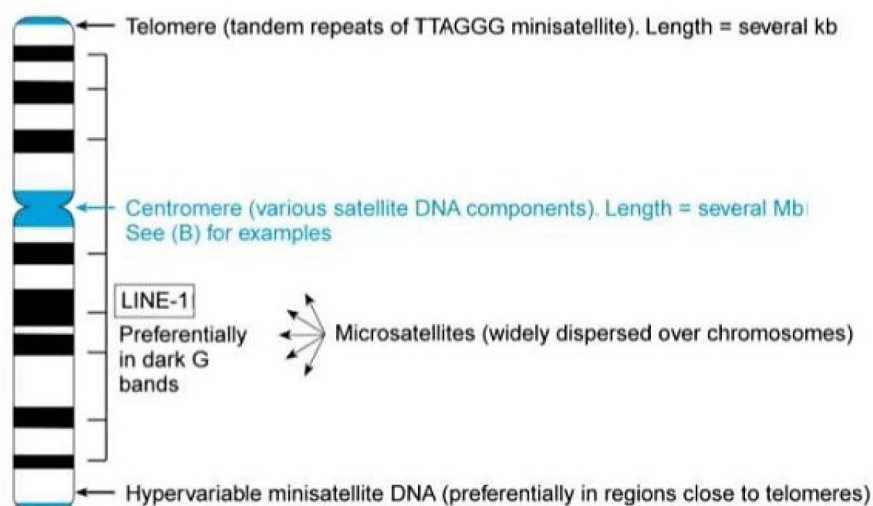 Telomere (tandem repeats of TTAGGG minisatellite). Length = several kb
Centromere (various satellite DNA components). Length = several Mb
See (B) for examples
LINE-1
Preferentially
in dark G
bands
Microsatellites (widely dispersed over chromosomes)
Hypervariable minisatellite DNA (preferentially in regions close to telomeres)